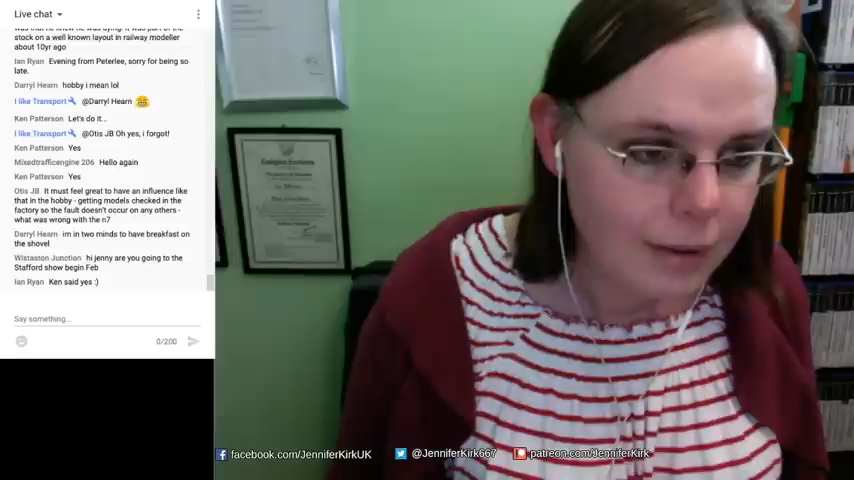 Live chat
was that he knew he was dying! It was part of the
stock on a well known layout in railway modeller
about 10yr ago
Ian Ryan Evening from Peterlee, sorry for being so
late.
Darryl Hearn hobby i mean lol
I like Transport @Darryl Hearn
Ken Patterson Let's do it...
I like Transport @Otis JB Oh yes, i forgot!
Ken Patterson Yes
Mixedtrafficengine 206 Hello again
Ken Patterson Yes
Otis JB It must feel great to have an influence like
that in the hobby - getting models checked in the
factory so the fault doesn't occur on any others -
what was wrong with the n7?
Darryl Hearn im in two minds to have breakfast on
the shovel
Wistaston Junction hi jenny are you going to the
Stafford show begin Feb
Ian Ryan Ken said yes :)
Say something...
0/200
facebook.com/JenniferKirkUK @JenniferKirk667 patreon.com/JenniferKirk